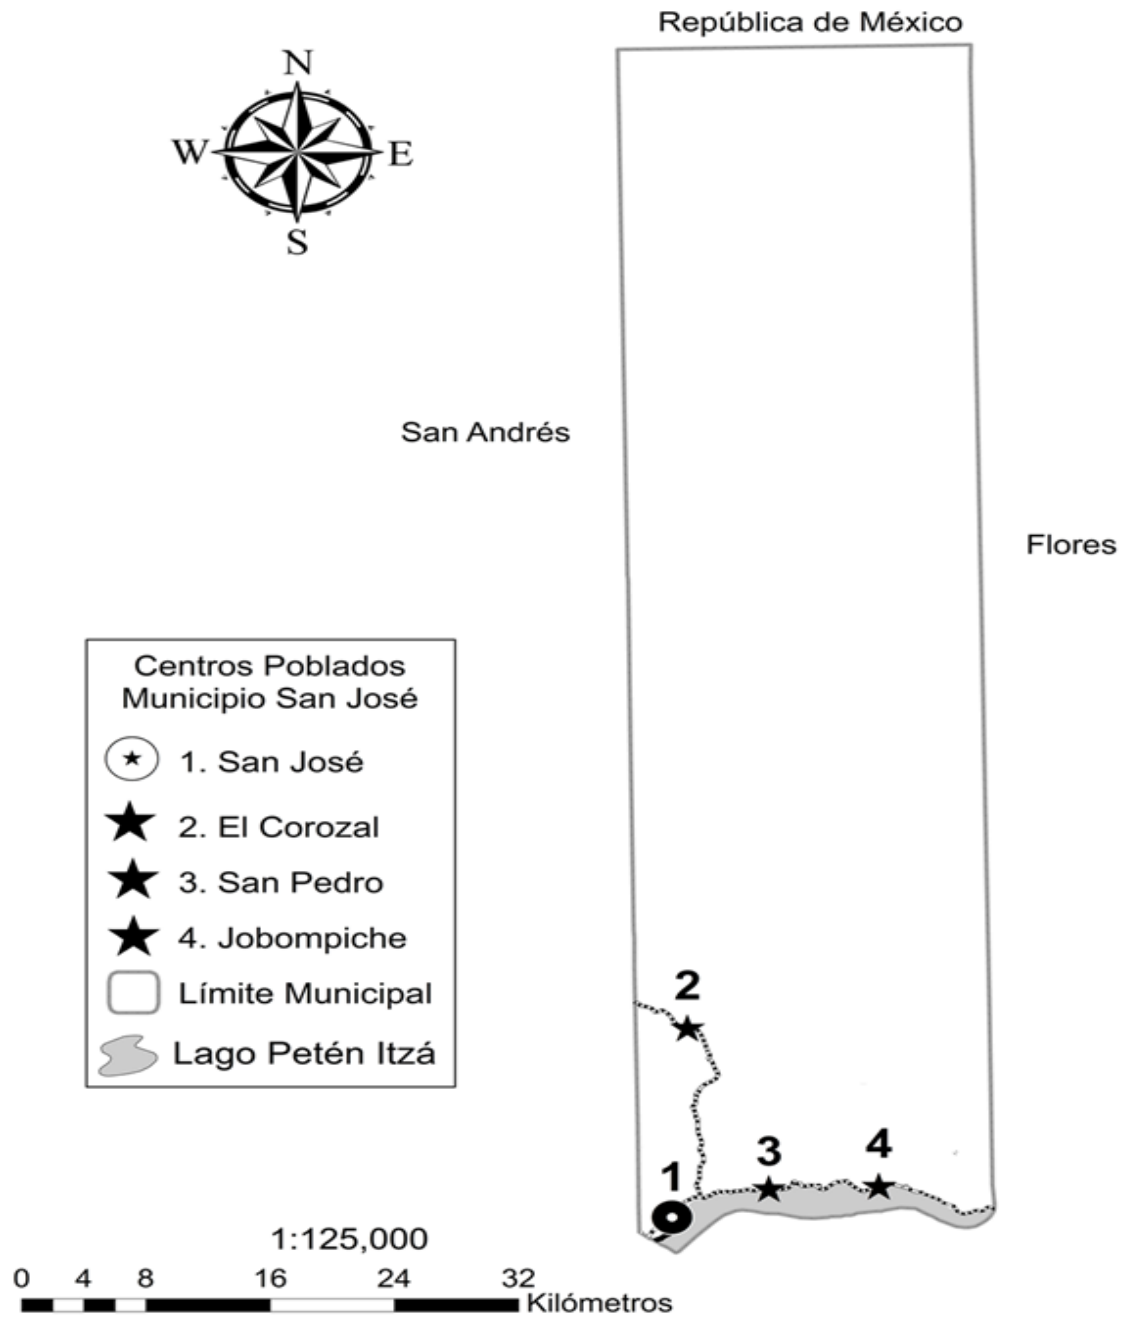 República de México
N
W
E
S
San Andrés
Flores
Centros Poblados
Municipio San José
1. San José
2. El Corozal
3. San Pedro
4. Jobompiche
Límite Municipal
Lago Petén Itzá
2
3
4
1
1:125,000
0 4 8 16 24 32
Kilómetros